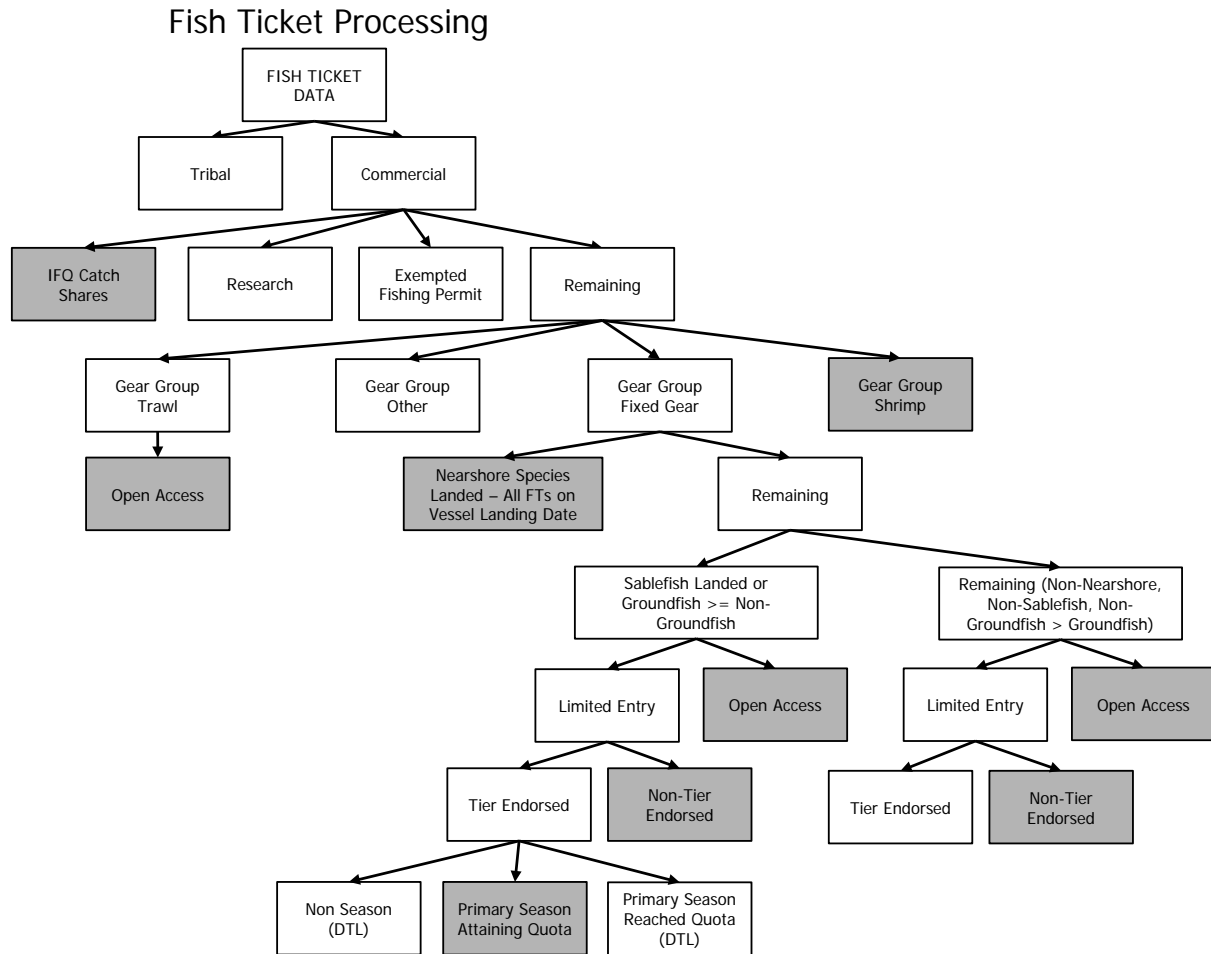 Fish Ticket Processing
FISH TICKET
DATA
Tribal
Commercial
IFQ Catch
Shares
Research
Exempted
Fishing Permit
Remaining
Gear Group
Trawl
Gear Group
Other
Gear Group
Fixed Gear
Gear Group
Shrimp
Open Access
Nearshore Species
Landed – All FTs on
Vessel Landing Date
Remaining
Sablefish Landed or
Groundfish >= Non-
Groundfish
Remaining (Non-Nearshore,
Non-Sablefish, Non-
Groundfish > Groundfish)
Limited Entry
Open Access
Limited Entry
Open Access
Tier Endorsed
Non-Tier
Endorsed
Tier Endorsed
Non-Tier
Endorsed
Non Season
(DTL)
Primary Season
Attaining Quota
Primary Season
Reached Quota
(DTL)